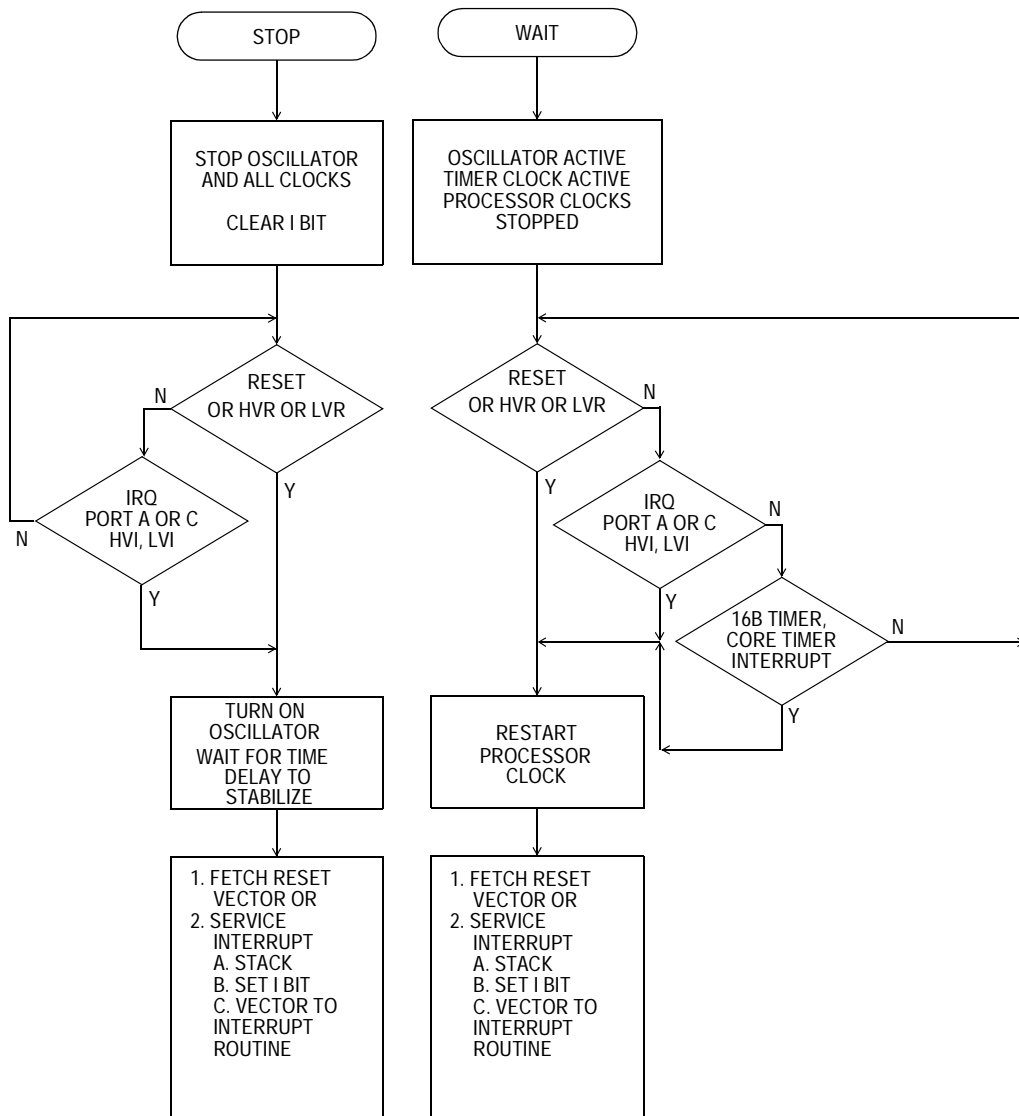 STOP
STOP OSCILLATOR
AND ALL CLOCKS
CLEAR I BIT
RESET
OR HVR OR LVR
N
Y
IRQ
PORT A OR C
HVI, LVI
N
Y
TURN ON
OSCILLATOR
WAIT FOR TIME
DELAY TO
STABILIZE
1. FETCH RESET
VECTOR OR
2. SERVICE
INTERRUPT
A. STACK
B. SET I BIT
C. VECTOR TO
INTERRUPT
ROUTINE
WAIT
OSCILLATOR ACTIVE
TIMER CLOCK ACTIVE
PROCESSOR CLOCKS
STOPPED
RESET
OR HVR OR LVR
N
Y
IRQ
PORT A OR C
HVI, LVI
N
Y
16B TIMER,
CORE TIMER
INTERRUPT
N
Y
RESTART
PROCESSOR
CLOCK
1. FETCH RESET
VECTOR OR
2. SERVICE
INTERRUPT
A. STACK
B. SET I BIT
C. VECTOR TO
INTERRUPT
ROUTINE